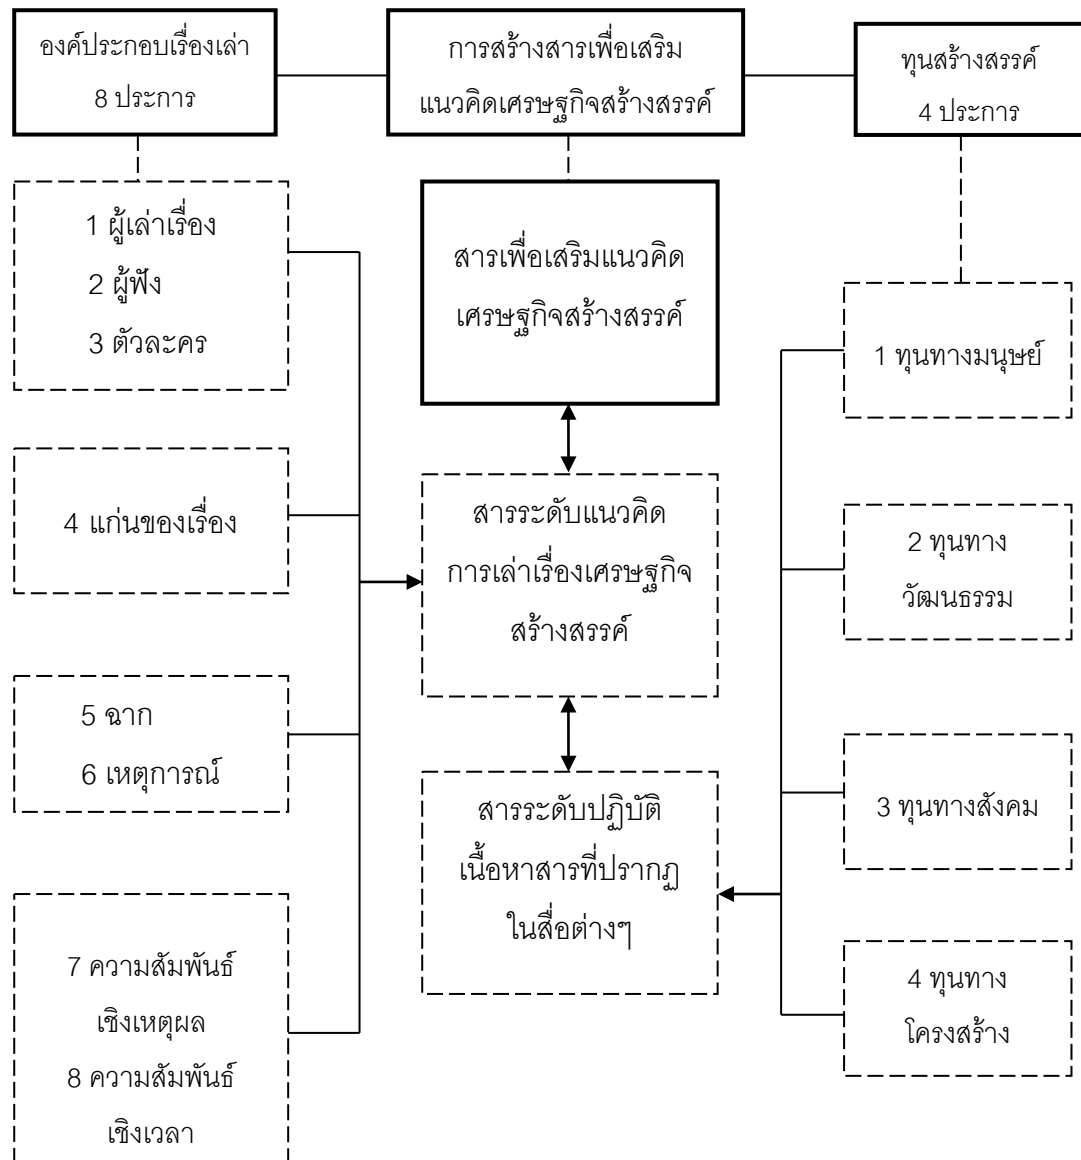 องค์ประกอบเรื่องเล่า
8 ประการ
การสร้างสารเพื่อเสริม
แนวคิดเศรษฐกิจสร้างสรรค์
ทุนสร้างสรรค์
4 ประการ
1 ผู้เล่าเรื่อง
2 ผู้ฟัง
3 ตัวละคร
4 แก่นของเรื่อง
5 ฉาก
6 เหตุการณ์
7 ความสัมพันธ์
เชิงเหตุผล
8 ความสัมพันธ์
เชิงเวลา
สารเพื่อเสริมแนวคิด
เศรษฐกิจสร้างสรรค์
สารระดับแนวคิด
การเล่าเรื่องเศรษฐกิจ
สร้างสรรค์
สารระดับปฏิบัติ
เนื้อหาสารที่ปรากฏ
ในสื่อต่างๆ
1 ทุนทางมนุษย์
2 ทุนทาง
วัฒนธรรม
3 ทุนทางสังคม
4 ทุนทาง
โครงสร้าง